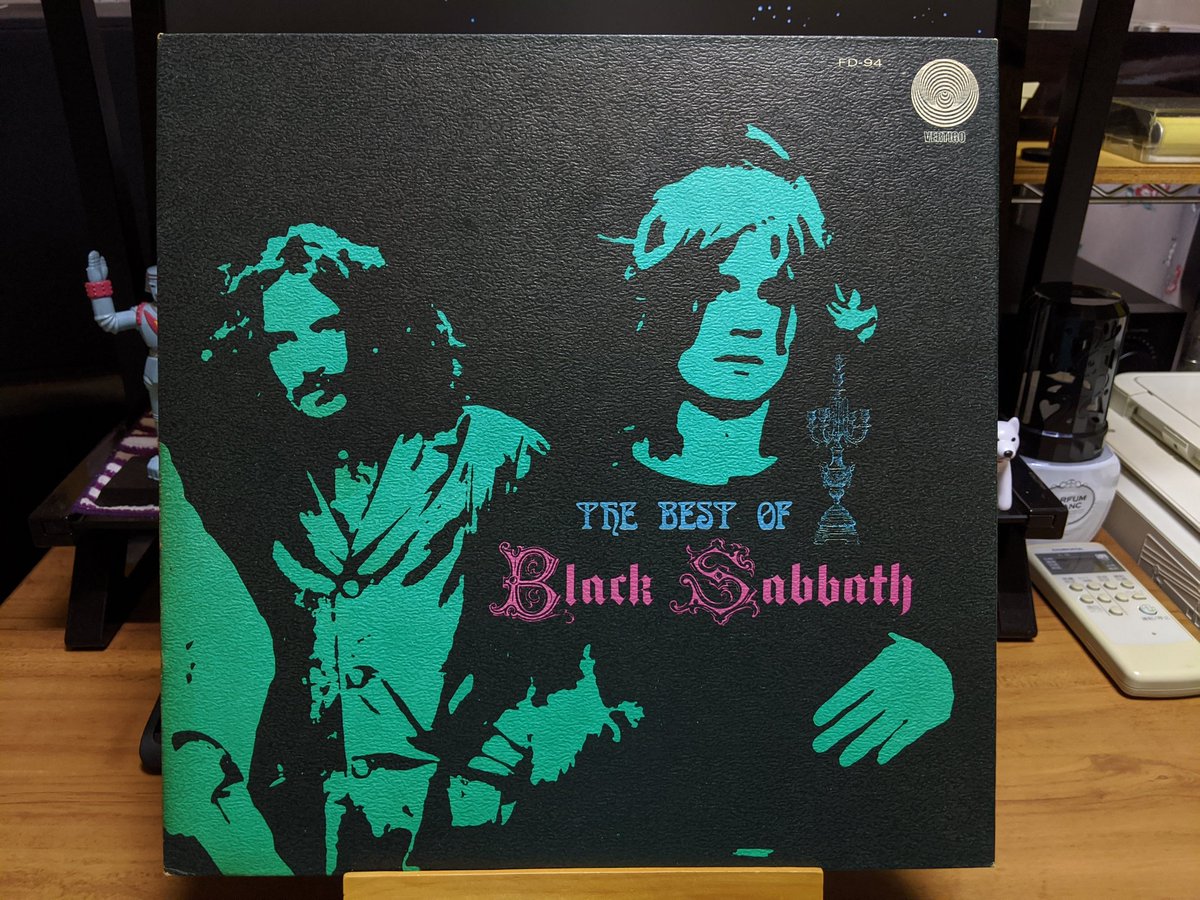 FD-94
VERTIGO
THE BEST OF
Black Sabbath